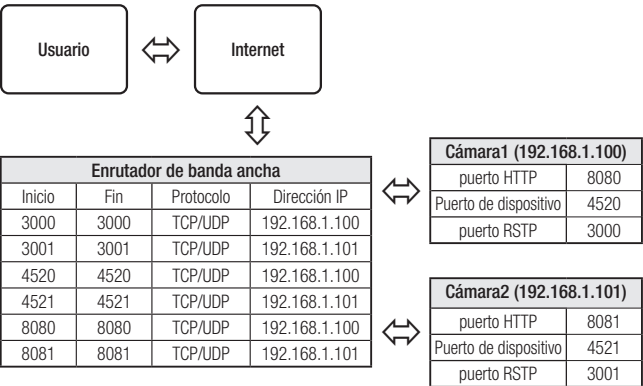 Usuario
Internet
Enrutador de banda ancha
Inicio Fin Protocolo Dirección IP
3000 3000 TCP/UDP 192.168.1.100
3001 3001 TCP/UDP 192.168.1.101
4520 4520 TCP/UDP 192.168.1.100
4521 4521 TCP/UDP 192.168.1.101
8080 8080 TCP/UDP 192.168.1.100
8081 8081 TCP/UDP 192.168.1.101
Cámara1 (192.168.1.100)
puerto HTTP 8080
Puerto de dispositivo 4520
puerto RSTP 3000
Cámara2 (192.168.1.101)
puerto HTTP 8081
Puerto de dispositivo 4521
puerto RSTP 3001